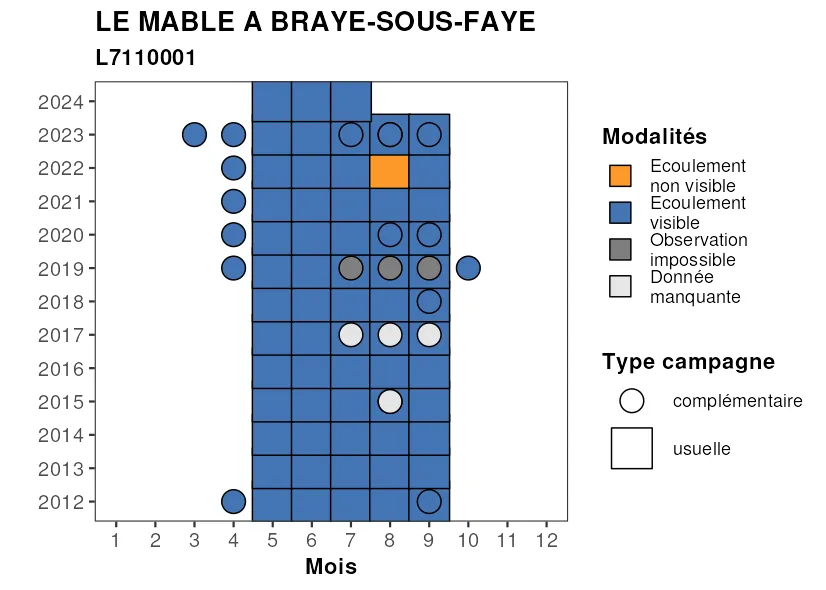 LE MABLE A BRAYE-SOUS-FAYE
L7110001
2024
2023
2022
2021
2020
2019
2018
2017
2016
2015
2014
2013
2012
1 2 3 4 5 6 7 8 9 10 11 12
Mois
Modalités
Ecoulement
non visible
Ecoulement
visible
Observation
impossible
Donnée
manquante
Type campagne
complémentaire
usuelle